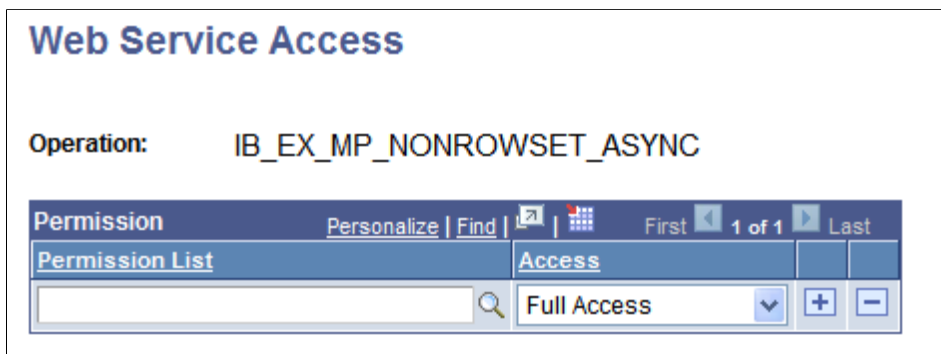 Web Service Access
Operation: IB_EX_MP_NONROWSET_ASYNC
Permission Personalize | Find | | First 1 of 1 Last
Permission List Access
Full Access